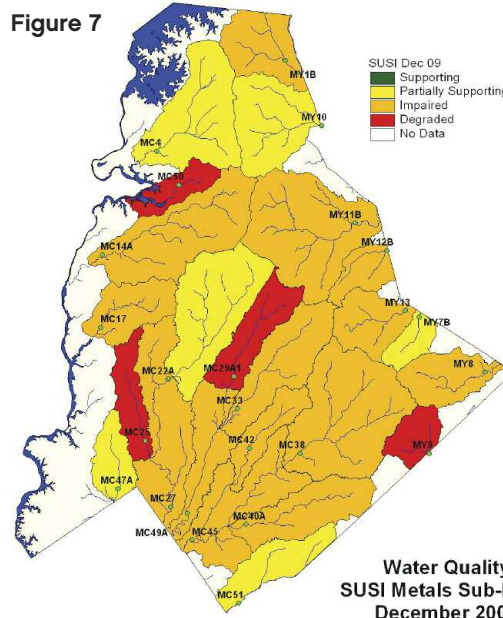 Figure 7
SUSI Dec 09
Supporting
Partially Supporting
Impaired
Degraded
No Data
MY1B
MY10
MC4
MC50
MY11B
MY12B
MC14A
MY13
MY7B
MC17
MC22A
MC29A1
MY8
MC33
MC25
MC42
MC38
MY9
MC47A
MC27
MC40A
MC49A
MC45
MC51
Water Quality
SUSI Metals Sub-I
December 200